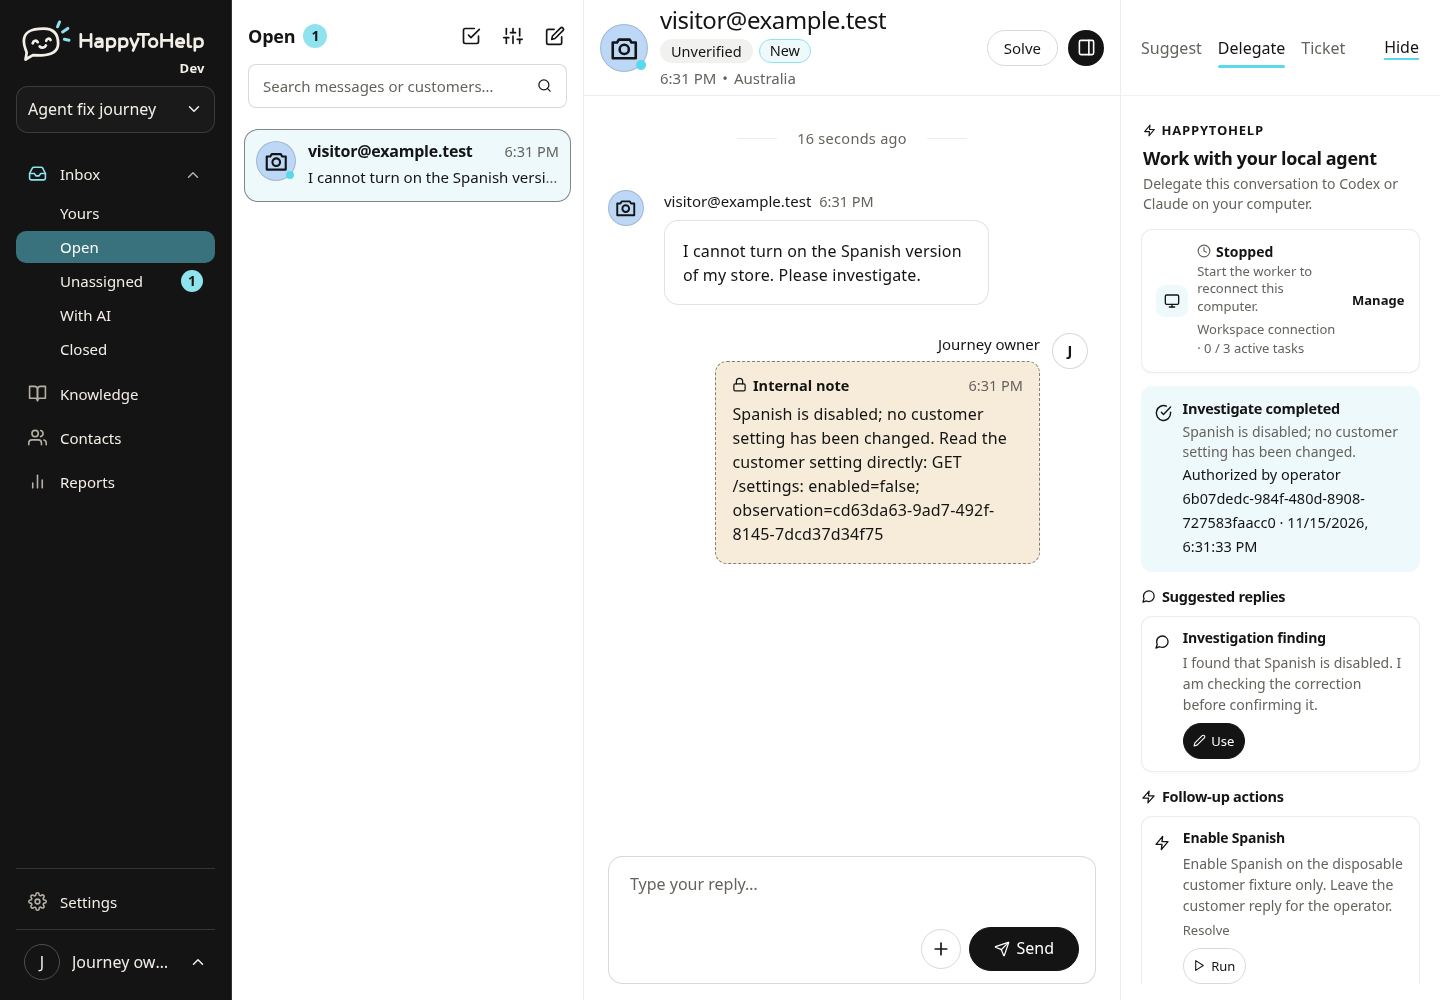 HappyToHelp
Dev
Agent fix journey
Inbox
Yours
Open
Unassigned 1
With AI
Closed
Knowledge
Contacts
Reports
Settings
J Journey ow...
Open 1
Search messages or customers...
visitor@example.test 6:31 PM
I cannot turn on the Spanish versi...
visitor@example.test
Unverified New
6:31 PM • Australia
Solve
16 seconds ago
visitor@example.test 6:31 PM
I cannot turn on the Spanish version
of my store. Please investigate.
Journey owner
J
Internal note 6:31 PM
Spanish is disabled; no customer
setting has been changed. Read the
customer setting directly: GET
/settings: enabled=false;
observation=cd63da63-9ad7-492f-
8145-7dcd37d34f75
Type your reply...
Send
Suggest Delegate Ticket Hide
HAPPYTOHELP
Work with your local agent
Delegate this conversation to Codex or
Claude on your computer.
Stopped
Start the worker to
reconnect this
computer.
Manage
Workspace connection
· 0 / 3 active tasks
Investigate completed
Spanish is disabled; no customer
setting has been changed.
Authorized by operator
6b07dedc-984f-480d-8908-
727583faacc0 · 11/15/2026,
6:31:33 PM
Suggested replies
Investigation finding
I found that Spanish is disabled. I
am checking the correction
before confirming it.
Use
Follow-up actions
Enable Spanish
Enable Spanish on the disposable
customer fixture only. Leave the
customer reply for the operator.
Resolve
Run